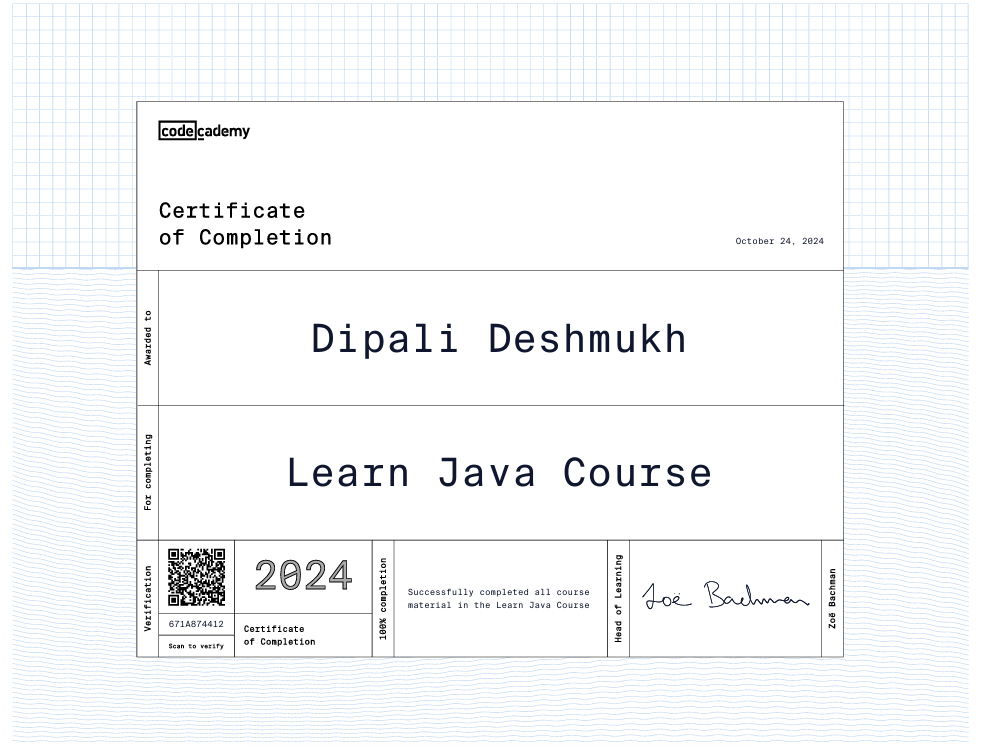 codecademy
Certificate
of Completion
October 24, 2024
Awarded to
Dipali Deshmukh
For completing
Learn Java Course
Verification
671A874412
Scan to verify
2024
Certificate
of Completion
100% completion
Successfully completed all course
material in the Learn Java Course
Head of Learning
Zoë Bachman
Zoë Bachman